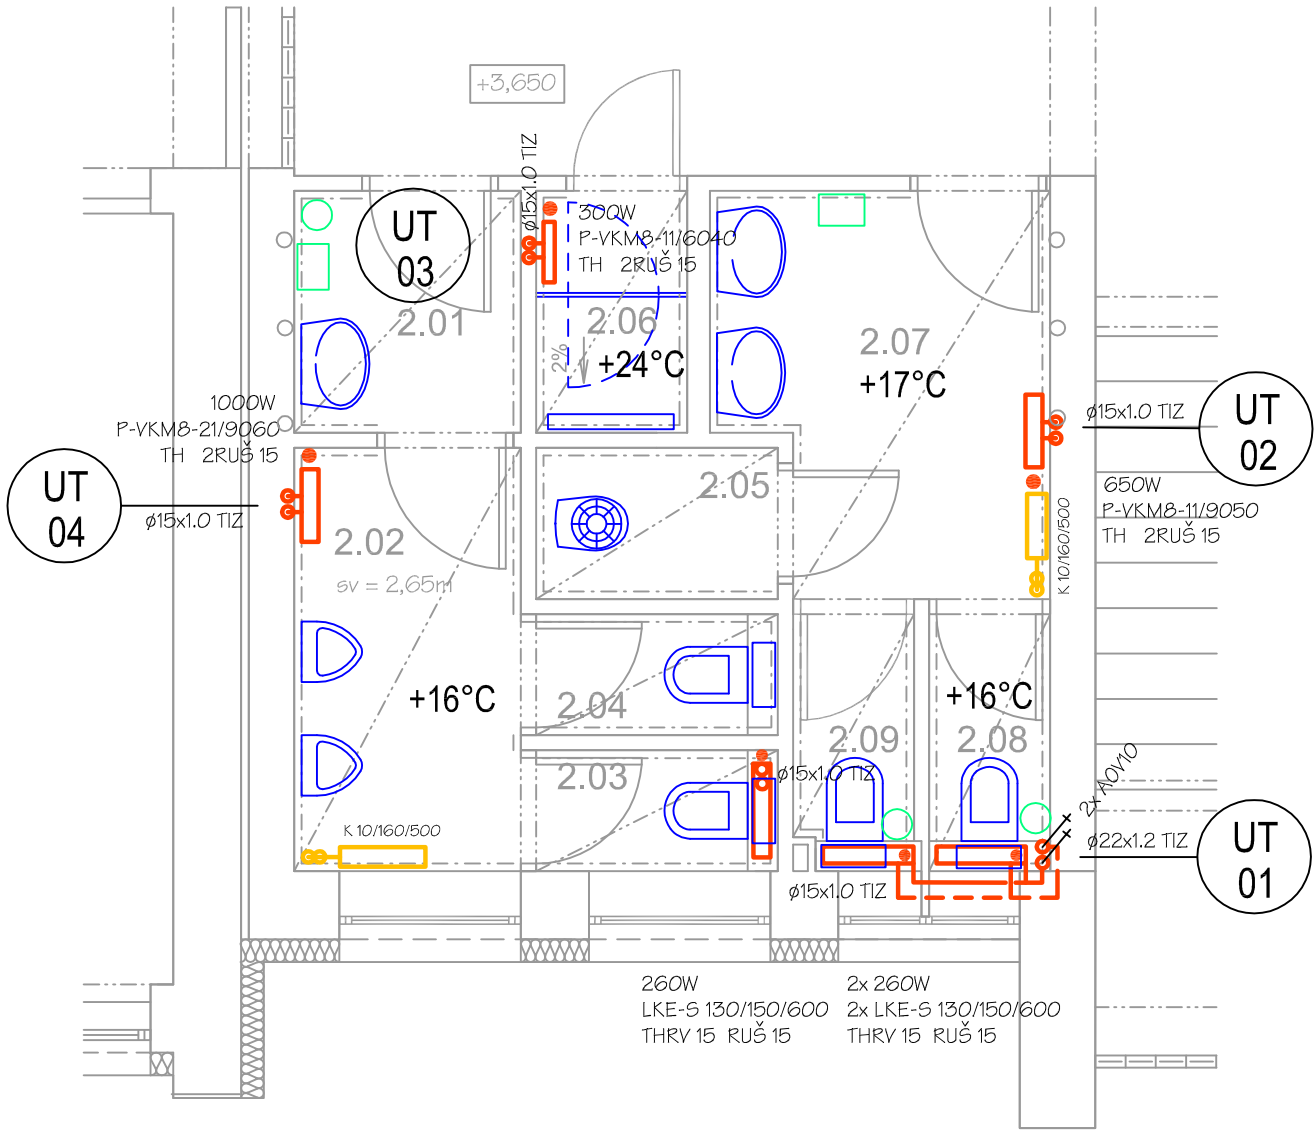 +3,650
ø15x1.0 TIZ
UT
03
300W
P-VKM8-11/6040
TH 2RUŠ 15
2.01
2.06
2%
+24°C
2.07
+17°C
1000W
P-VKM8-21/9060
TH 2RUŠ 15
UT
04
ø15x1.0 TIZ
ø15x1.0 TIZ
UT
02
650W
P-VKM8-11/9050
TH 2RUŠ 15
K 10/160/500
2.05
2.02
sv = 2,65m
+16°C
2.04
2.03
ø15x1.0 TIZ
K 10/160/500
+16°C
2.09
2.08
2x AOV10
ø22x1.2 TIZ
UT
01
ø15x1.0 TIZ
260W
LKE-S 130/150/600
THRV 15 RUŠ 15
2x 260W
2x LKE-S 130/150/600
THRV 15 RUŠ 15